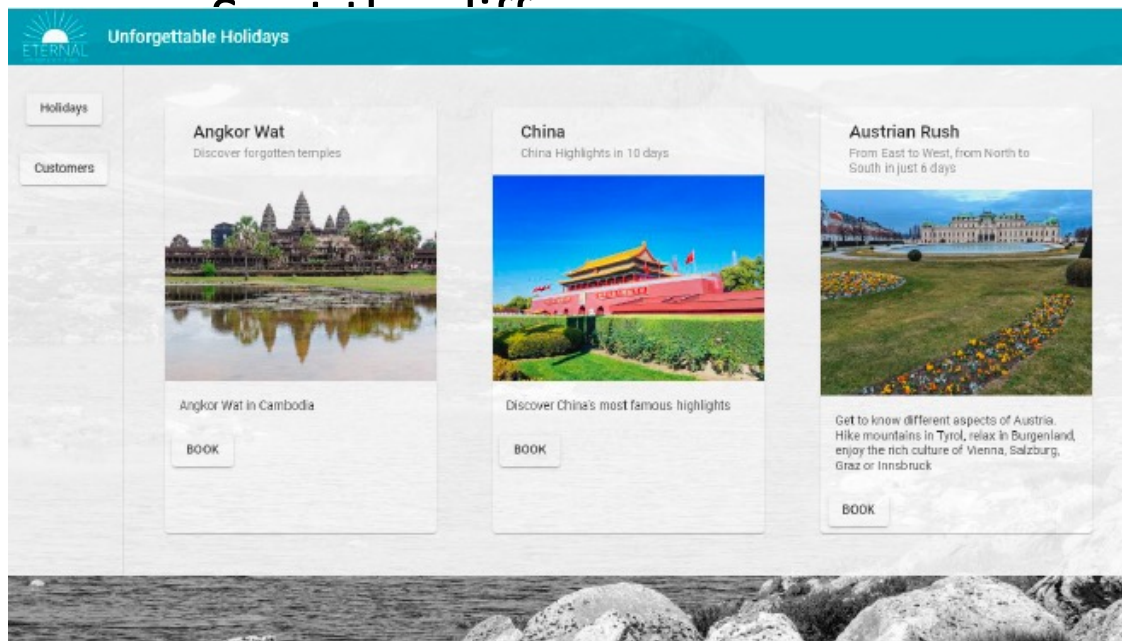 ETERNAL
Unforgettable Holidays
Holidays
Customers
Angkor Wat
Discover forgotten temples
Angkor Wat in Cambodia
BOOK
China
China Highlights in 10 days
Discover China's most famous highlights
BOOK
Austrian Rush
From East to West, from North to
South in just 6 days
Get to know different aspects of Austria.
Hike mountains in Tyrol, relax in Burgenland,
enjoy the rich culture of Vienna, Salzburg,
Graz or Innsbruck
BOOK